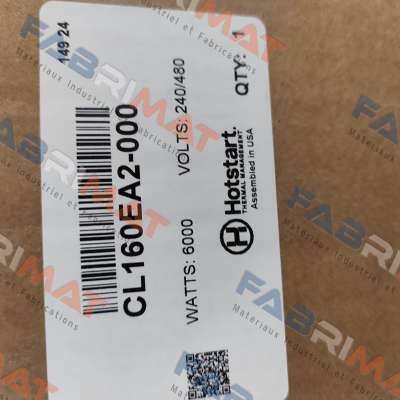 149 24
CL160EA2-000
WATTS: 6000
VOLTS: 240/480
QTY: 1
Hotstart.
THERMAL MANAGEMENT
Assembled in USA
FABRIMAT
Matériaux Industriel et Fabrications